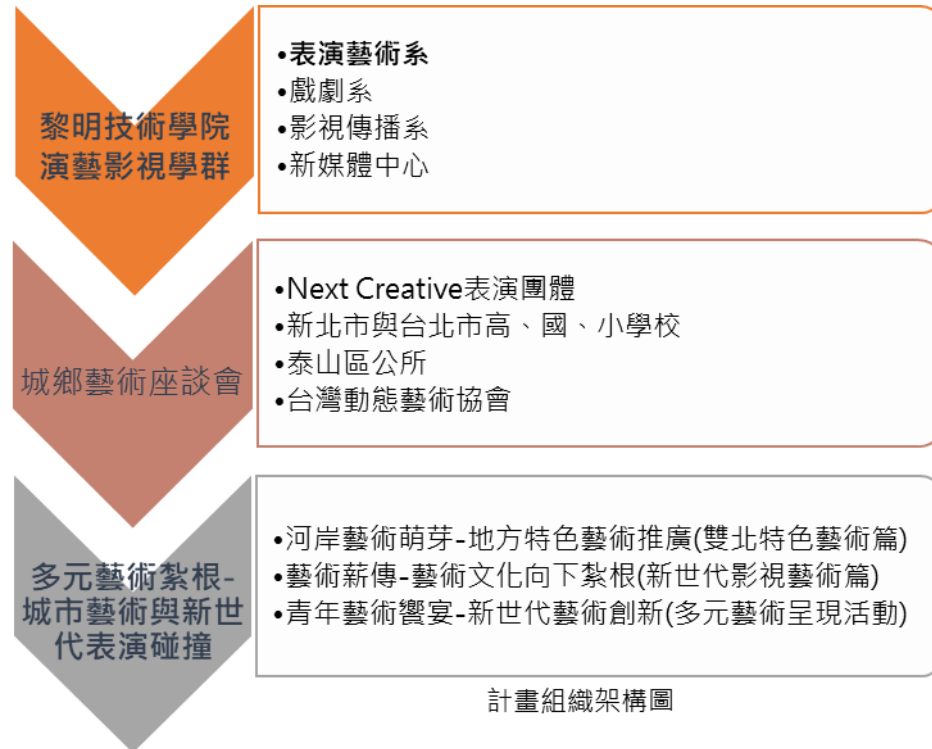 黎明技術學院
演藝影視學群
•表演藝術系
•戲劇系
•影視傳播系
•新媒體中心
城鄉藝術座談會
•Next Creative表演團體
•新北市與台北市高、國、小學校
•泰山區公所
•台灣動態藝術協會
多元藝術紮根-
城市藝術與新世
代表演碰撞
•河岸藝術萌芽-地方特色藝術推廣(雙北特色藝術篇)
•藝術薪傳-藝術文化向下紮根(新世代影視藝術篇)
•青年藝術饗宴-新世代藝術創新(多元藝術呈現活動)
計畫組織架構圖